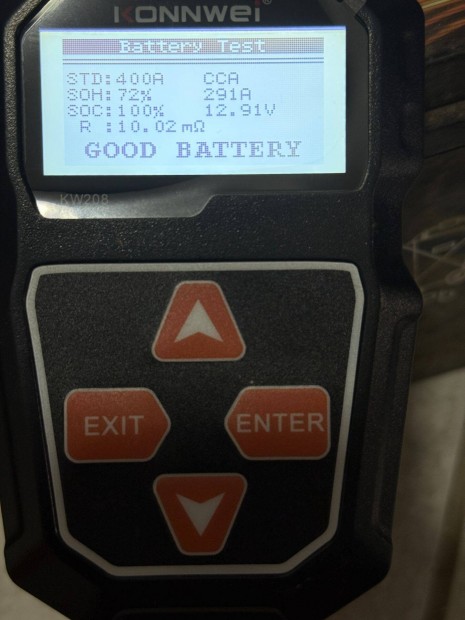 KONNWEI®
Battery Test
STD:400A CCA
SOH:72% 291A
SOC:100% 12.91V
R :10.02mΩ
GOOD BATTERY
KW208
EXIT
ENTER